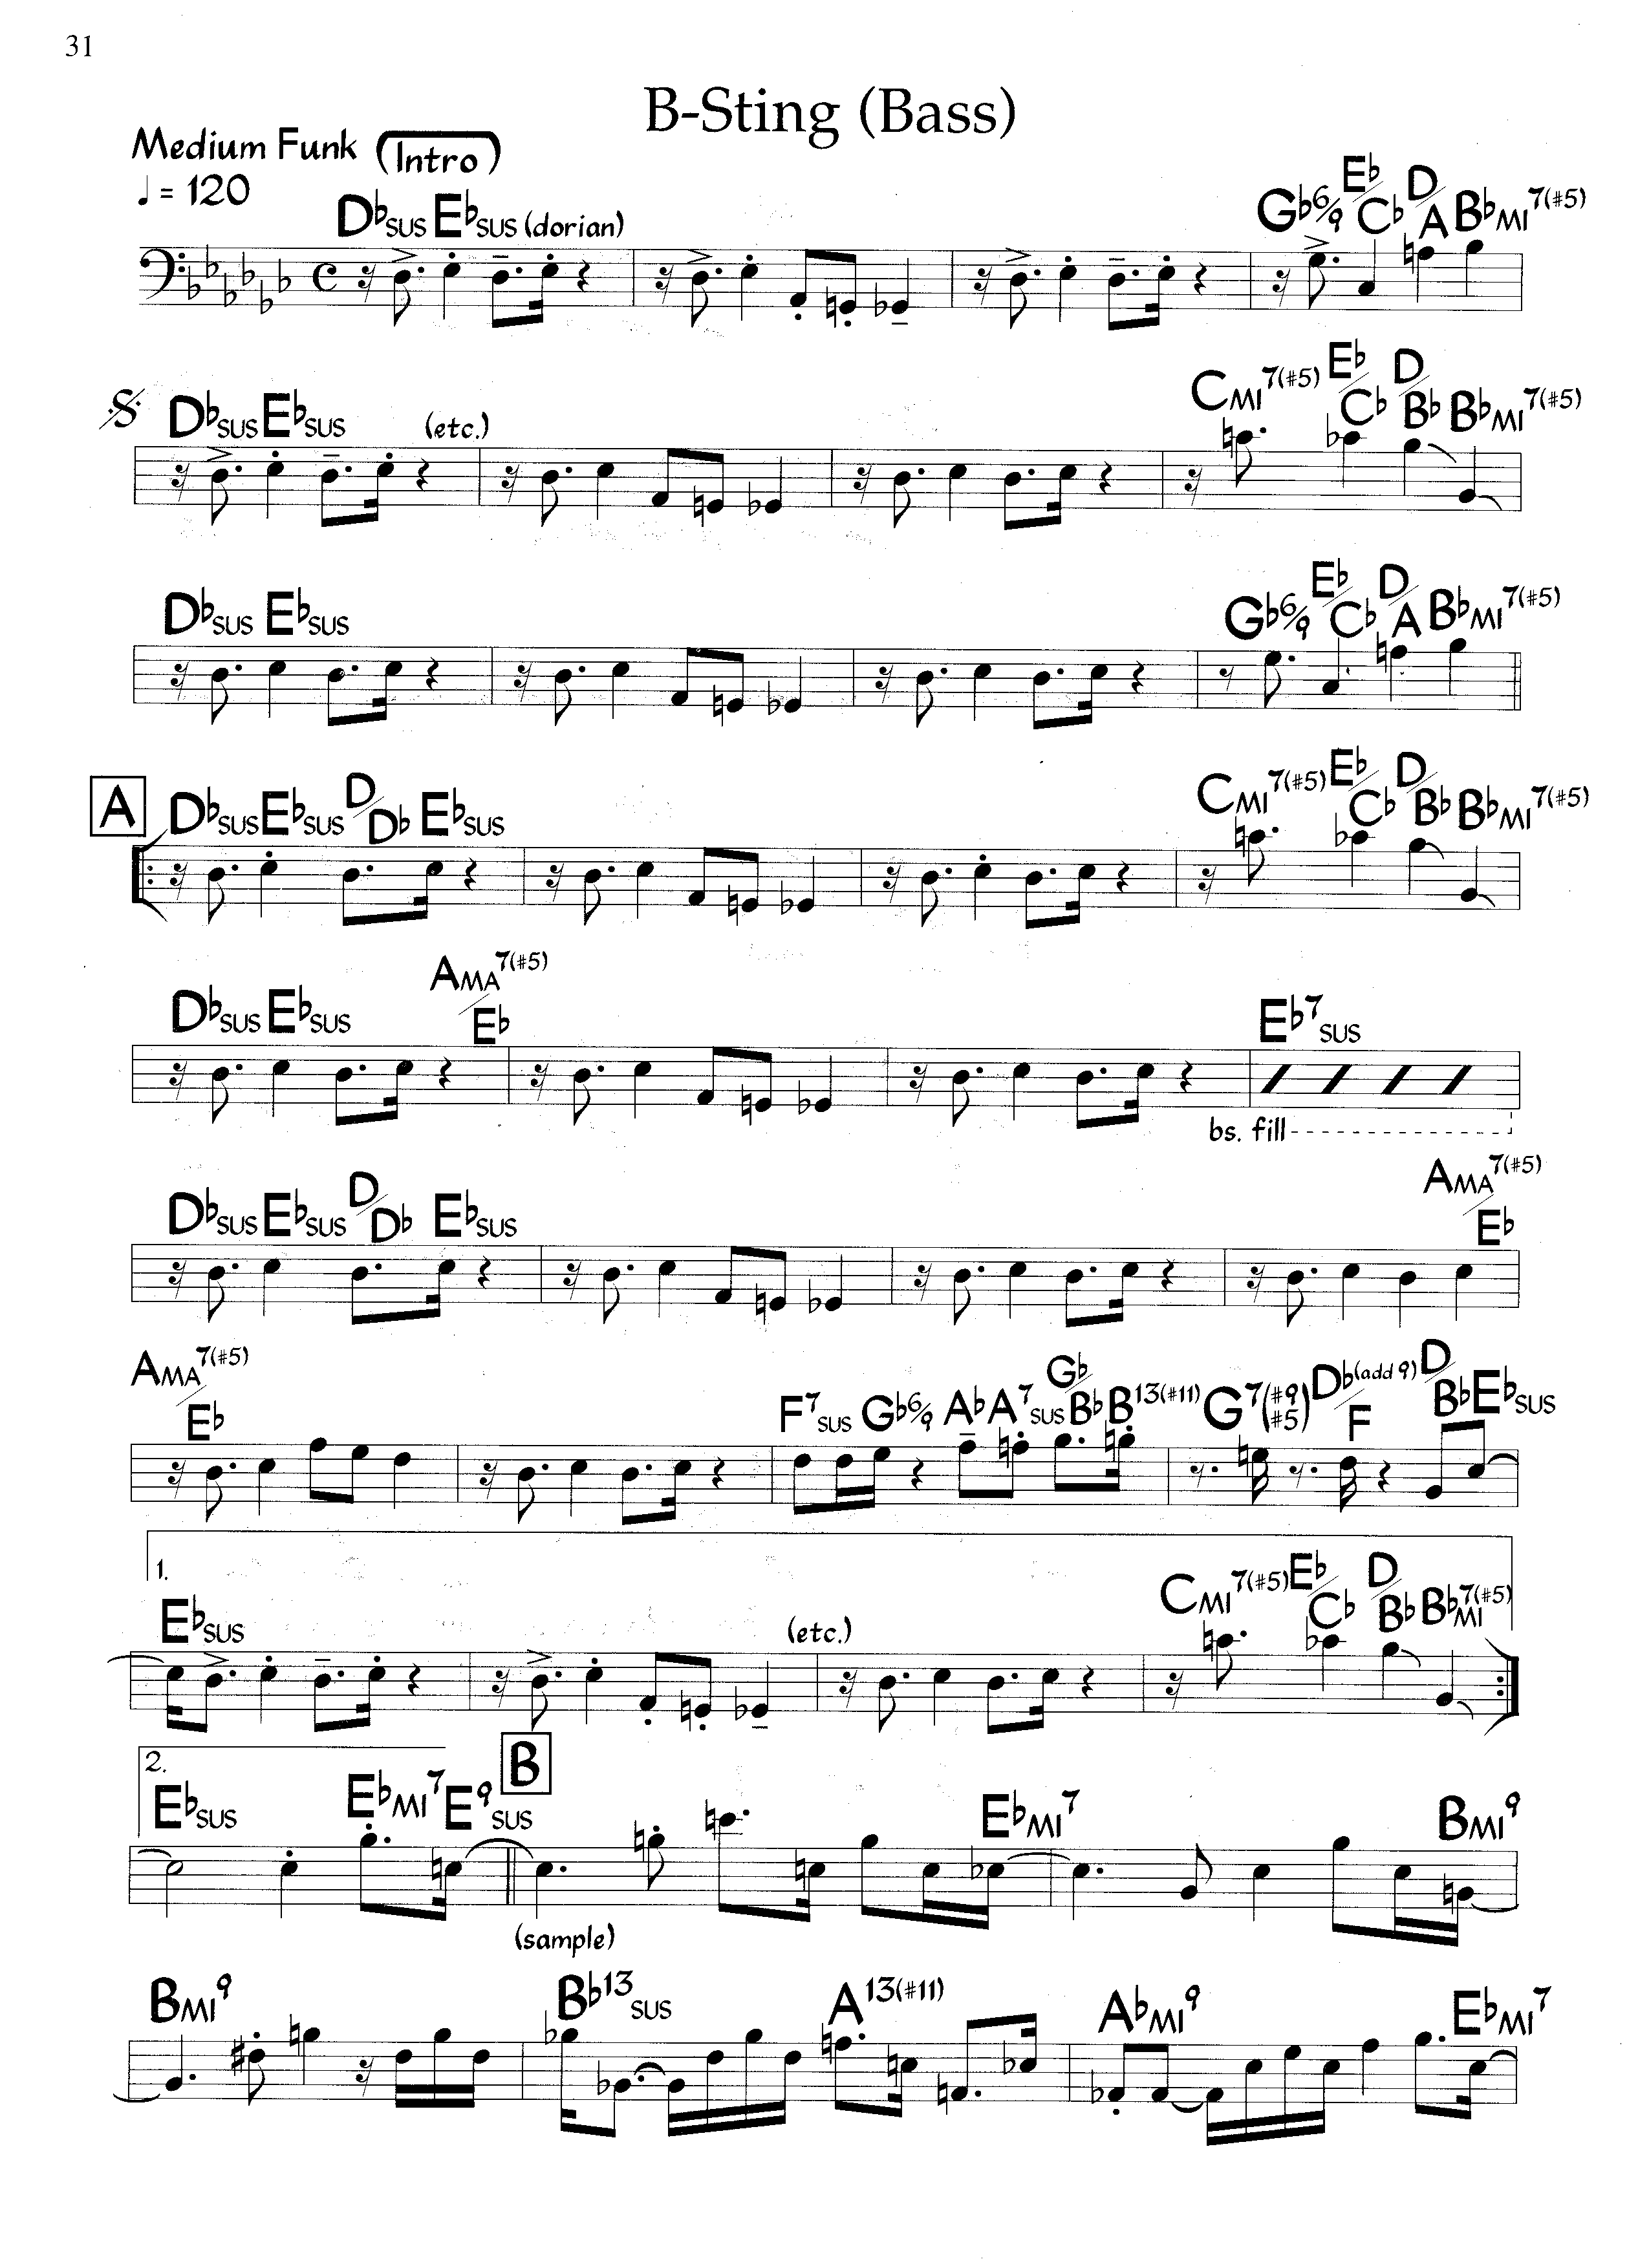 31
B-Sting (Bass)
Medium Funk (Intro)
♩ = 120
D♭SUS E♭SUS (dorian) G♭6/9 E♭/C♭ D/A B♭MI7(#5)
D♭SUS E♭SUS (etc.) CMI7(#5) E♭/C♭ D/B♭ B♭MI7(#5)
D♭SUS E♭SUS G♭6/9 E♭/C♭ D/A B♭MI7(#5)
A D♭SUS E♭SUS D/D♭ E♭SUS CMI7(#5) E♭/C♭ D/B♭ B♭MI7(#5)
D♭SUS E♭SUS AMA7(#5)/E♭ E♭7SUS
bs. fill
D♭SUS E♭SUS D/D♭ E♭SUS AMA7(#5)/E♭
AMA7(#5)/E♭ F7SUS G♭6/9 A♭ A7SUS G♭/B♭ B13(#11) G7(#9 #5) D♭(add 9)/F D/B♭ E♭SUS
1.
E♭SUS (etc.) CMI7(#5) E♭/C♭ D/B♭ B♭MI7(#5)
2. B
E♭SUS E♭MI7 E9SUS E♭MI7 BMI9
(sample)
BMI9 B♭13SUS A13(#11) A♭MI9 E♭MI7